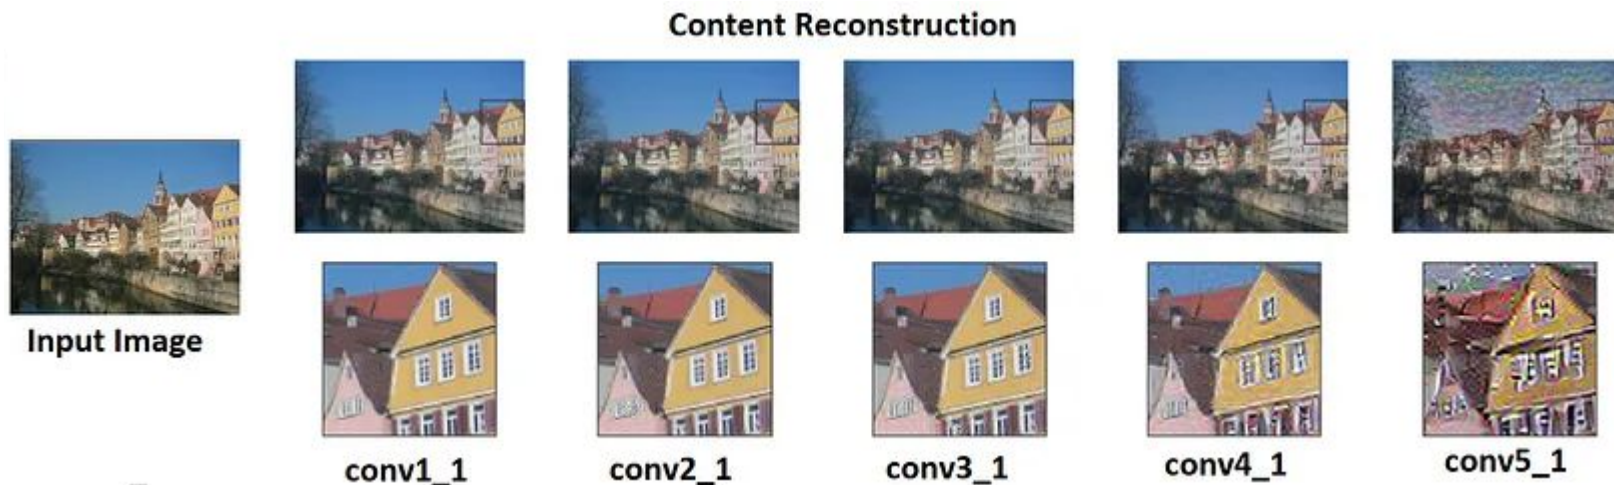 Content Reconstruction
Input Image
conv1_1
conv2_1
conv3_1
conv4_1
conv5_1